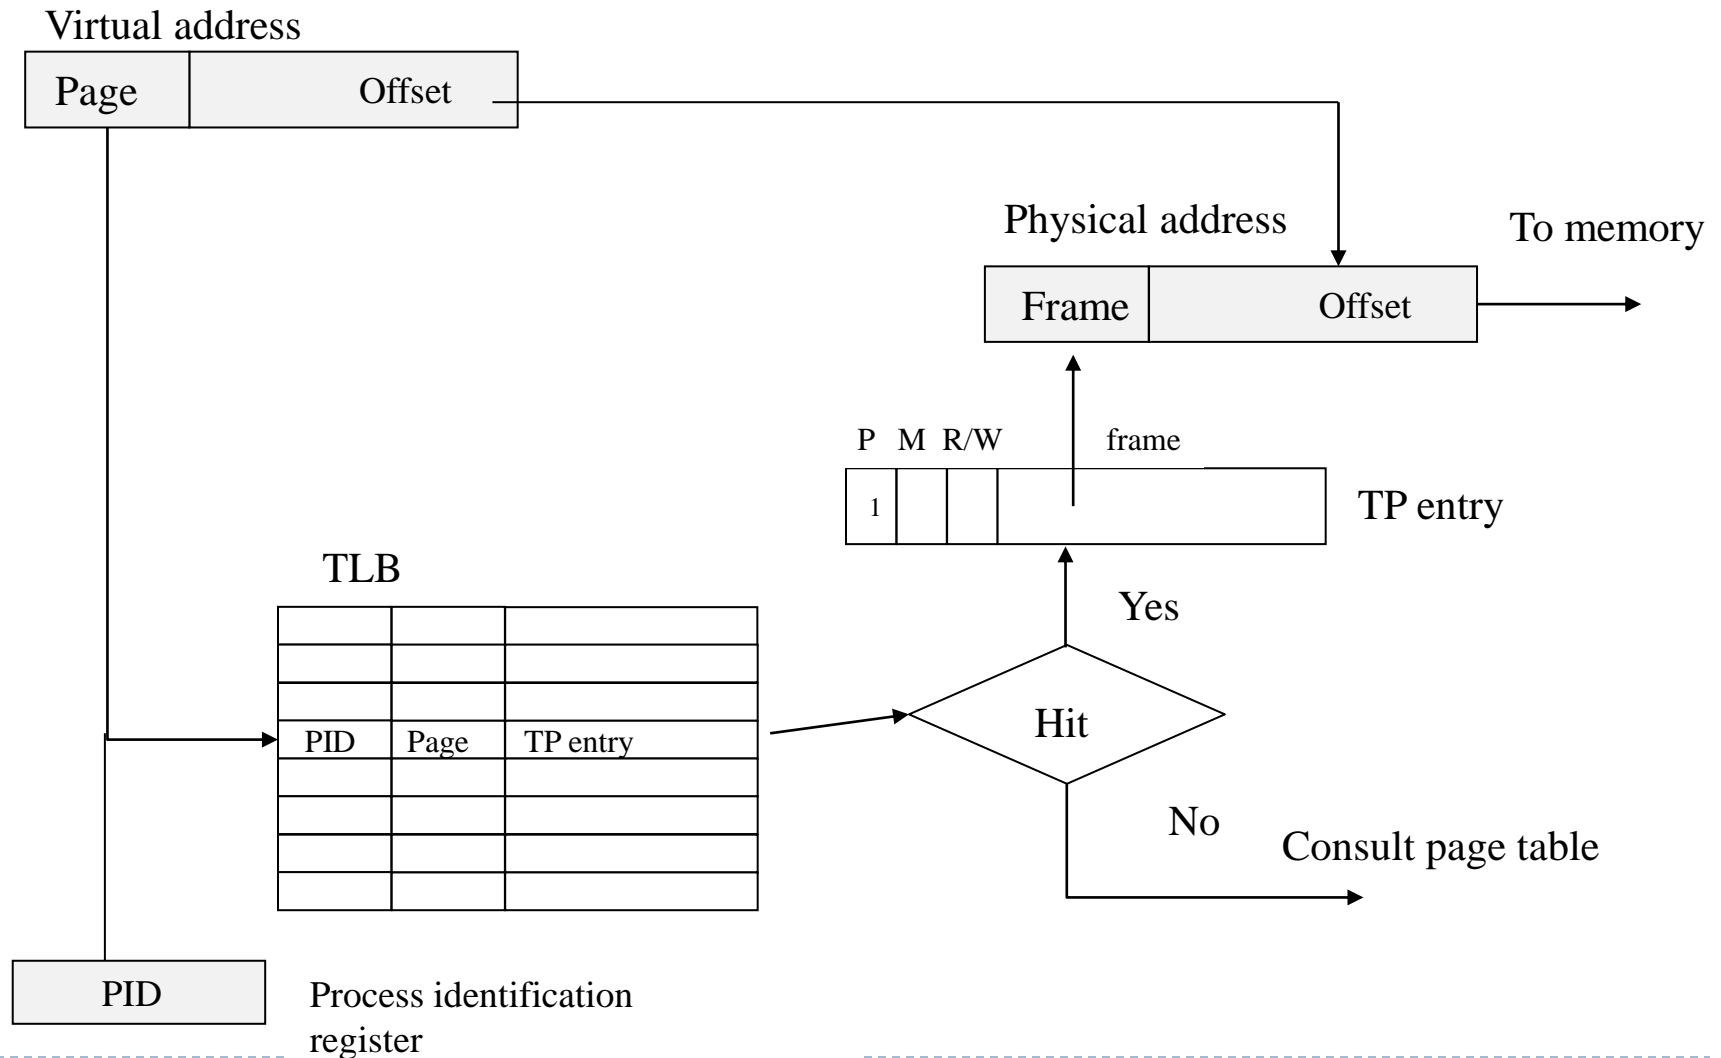 Virtual address
Page Offset
Physical address
To memory
Frame Offset
P M R/W frame
1
TP entry
TLB
Yes
PID Page TP entry
Hit
No
Consult page table
PID
Process identification
register